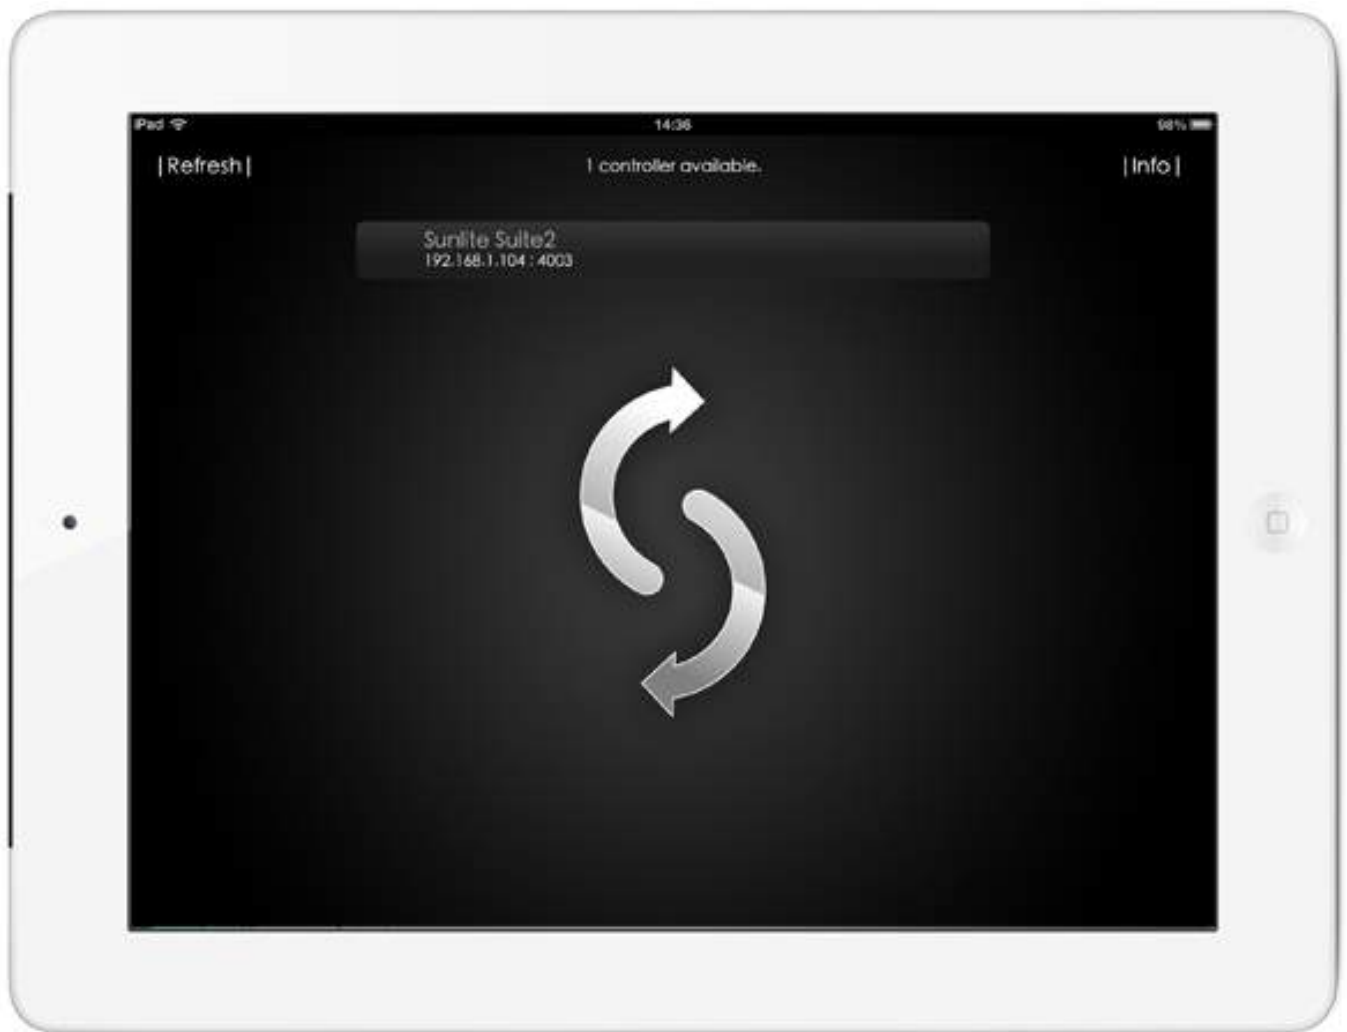 iPad
14:36
98%
|Refresh|
1 controller available.
|Info|
Sunlite Suite2
192.168.1.104 : 4003